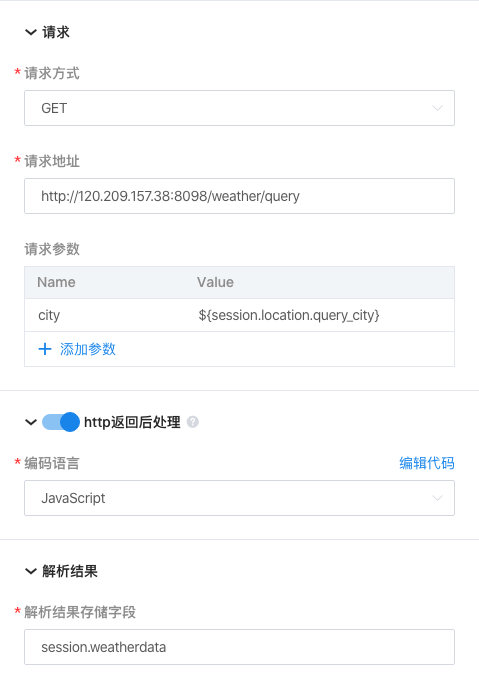 请求
* 请求方式
GET
* 请求地址
http://120.209.157.38:8098/weather/query
请求参数
Name Value
city ${session.location.query_city}
+ 添加参数
http返回后处理 ?
* 编码语言 编辑代码
JavaScript
解析结果
* 解析结果存储字段
session.weatherdata